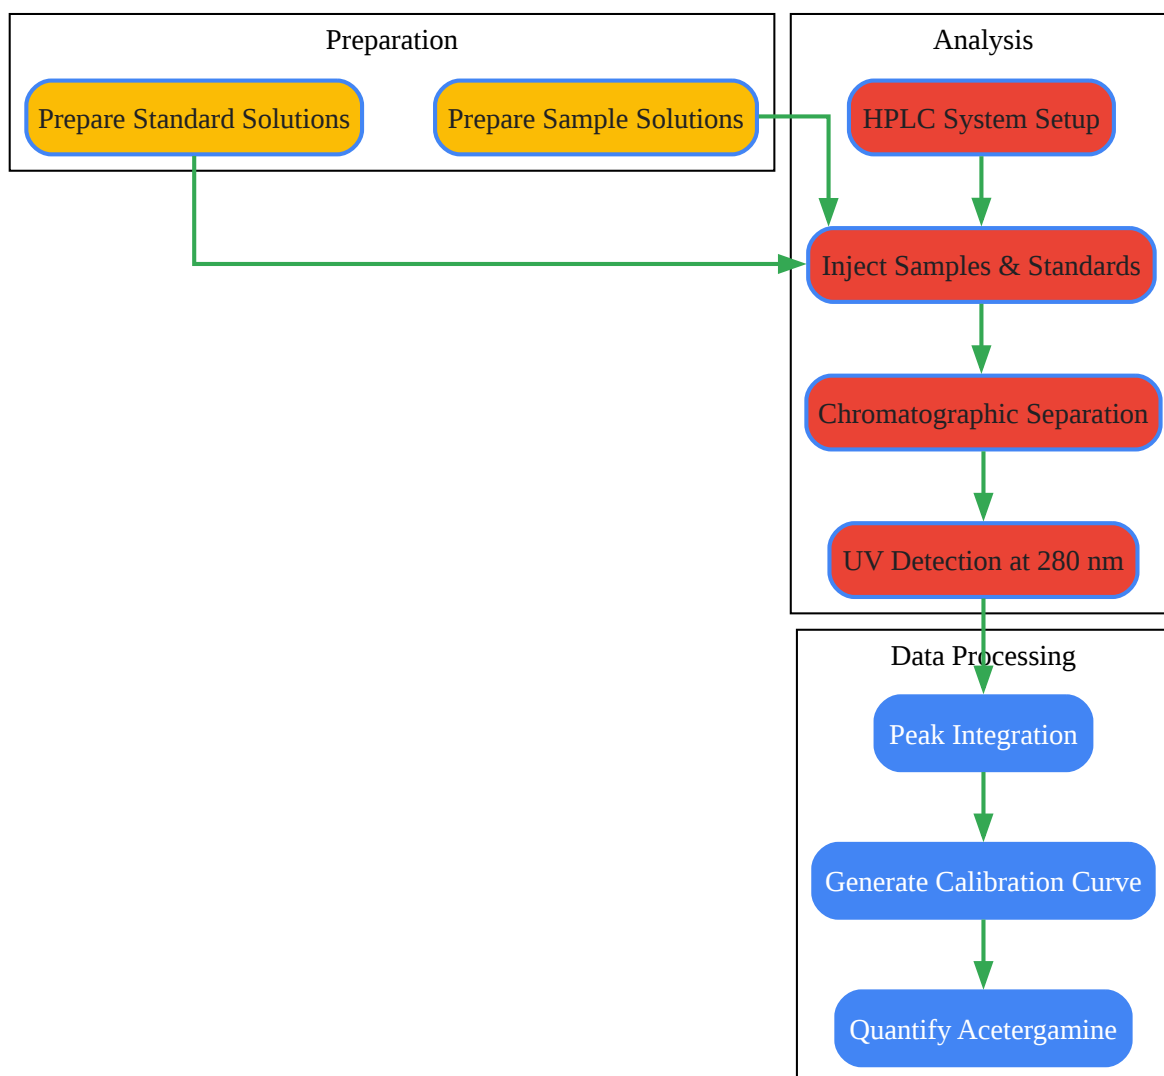 Preparation
Prepare Standard Solutions
Prepare Sample Solutions
Analysis
HPLC System Setup
Inject Samples & Standards
Chromatographic Separation
UV Detection at 280 nm
Data Processing
Peak Integration
Generate Calibration Curve
Quantify Acetergamine